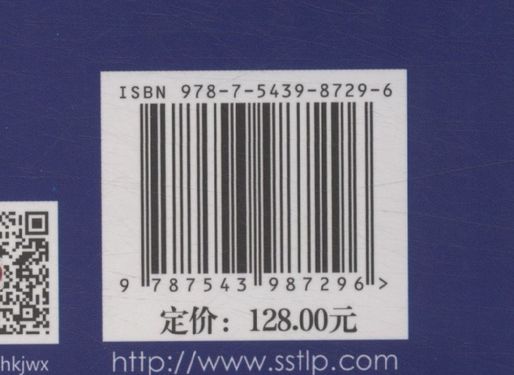 ISBN 978-7-5439-8729-6
9 787543 987296 >
定价：128.00元
hkjwx
http://www.sstlp.com